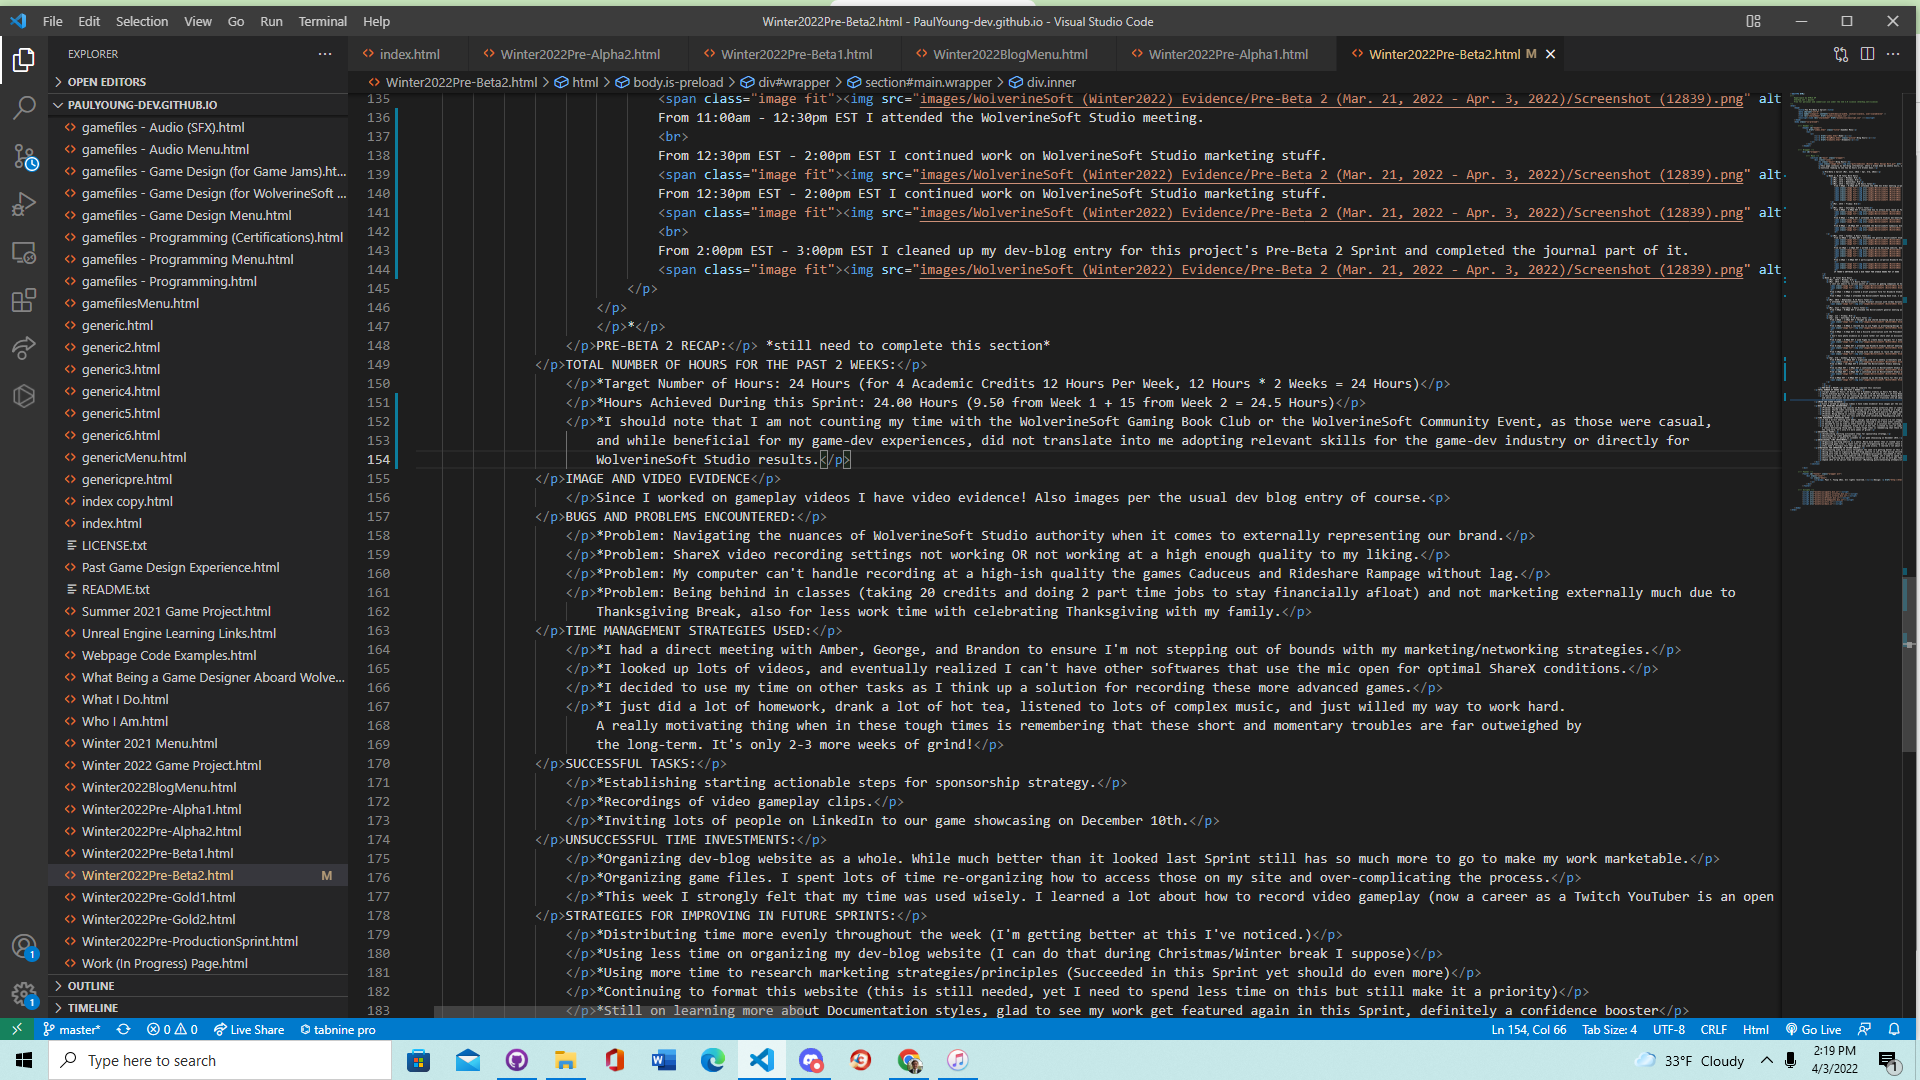 File Edit Selection View Go Run Terminal Help
Winter2022Pre-Beta2.html - PaulYoung-dev.github.io - Visual Studio Code
EXPLORER
index.html
Winter2022Pre-Alpha2.html
Winter2022Pre-Beta1.html
Winter2022BlogMenu.html
Winter2022Pre-Alpha1.html
Winter2022Pre-Beta2.html M
OPEN EDITORS
PAULYOUNG-DEV.GITHUB.IO
gamefiles - Audio (SFX).html
gamefiles - Audio Menu.html
gamefiles - Game Design (for Game Jams).ht...
gamefiles - Game Design (for WolverineSoft ...
gamefiles - Game Design Menu.html
gamefiles - Programming (Certifications).html
gamefiles - Programming Menu.html
gamefiles - Programming.html
gamefilesMenu.html
generic.html
generic2.html
generic3.html
generic4.html
generic5.html
generic6.html
genericMenu.html
genericpre.html
index copy.html
index.html
LICENSE.txt
Past Game Design Experience.html
README.txt
Summer 2021 Game Project.html
Unreal Engine Learning Links.html
Webpage Code Examples.html
What Being a Game Designer Aboard Wolve...
What I Do.html
Who I Am.html
Winter 2021 Menu.html
Winter 2022 Game Project.html
Winter2022BlogMenu.html
Winter2022Pre-Alpha1.html
Winter2022Pre-Alpha2.html
Winter2022Pre-Beta1.html
Winter2022Pre-Beta2.html M
Winter2022Pre-Gold1.html
Winter2022Pre-Gold2.html
Winter2022Pre-ProductionSprint.html
Work (In Progress) Page.html
OUTLINE
TIMELINE
Winter2022Pre-Beta2.html > html > body.is-preload > div#wrapper > section#main.wrapper > div.inner
135 <span class="image fit"><img src="images/WolverineSoft (Winter2022) Evidence/Pre-Beta 2 (Mar. 21, 2022 - Apr. 3, 2022)/Screenshot (12839).png" alt
136 From 11:00am - 12:30pm EST I attended the WolverineSoft Studio meeting.
137 <br>
138 From 12:30pm EST - 2:00pm EST I continued work on WolverineSoft Studio marketing stuff.
139 <span class="image fit"><img src="images/WolverineSoft (Winter2022) Evidence/Pre-Beta 2 (Mar. 21, 2022 - Apr. 3, 2022)/Screenshot (12839).png" alt
140 From 12:30pm EST - 2:00pm EST I continued work on WolverineSoft Studio marketing stuff.
141 <span class="image fit"><img src="images/WolverineSoft (Winter2022) Evidence/Pre-Beta 2 (Mar. 21, 2022 - Apr. 3, 2022)/Screenshot (12839).png" alt
142 <br>
143 From 2:00pm EST - 3:00pm EST I cleaned up my dev-blog entry for this project's Pre-Beta 2 Sprint and completed the journal part of it.
144 <span class="image fit"><img src="images/WolverineSoft (Winter2022) Evidence/Pre-Beta 2 (Mar. 21, 2022 - Apr. 3, 2022)/Screenshot (12839).png" alt
145 </p>
146 </p>
147 </p>*</p>
148 </p>PRE-BETA 2 RECAP:</p> *still need to complete this section*
149 </p>TOTAL NUMBER OF HOURS FOR THE PAST 2 WEEKS:</p>
150 </p>*Target Number of Hours: 24 Hours (for 4 Academic Credits 12 Hours Per Week, 12 Hours * 2 Weeks = 24 Hours)</p>
151 </p>*Hours Achieved During this Sprint: 24.00 Hours (9.50 from Week 1 + 15 from Week 2 = 24.5 Hours)</p>
152 </p>*I should note that I am not counting my time with the WolverineSoft Gaming Book Club or the WolverineSoft Community Event, as those were casual,
153 and while beneficial for my game-dev experiences, did not translate into me adopting relevant skills for the game-dev industry or directly for
154 WolverineSoft Studio results.</p>
155 </p>IMAGE AND VIDEO EVIDENCE</p>
156 </p>Since I worked on gameplay videos I have video evidence! Also images per the usual dev blog entry of course.<p>
157 </p>BUGS AND PROBLEMS ENCOUNTERED:</p>
158 </p>*Problem: Navigating the nuances of WolverineSoft Studio authority when it comes to externally representing our brand.</p>
159 </p>*Problem: ShareX video recording settings not working OR not working at a high enough quality to my liking.</p>
160 </p>*Problem: My computer can't handle recording at a high-ish quality the games Caduceus and Rideshare Rampage without lag.</p>
161 </p>*Problem: Being behind in classes (taking 20 credits and doing 2 part time jobs to stay financially afloat) and not marketing externally much due to
162 Thanksgiving Break, also for less work time with celebrating Thanksgiving with my family.</p>
163 </p>TIME MANAGEMENT STRATEGIES USED:</p>
164 </p>*I had a direct meeting with Amber, George, and Brandon to ensure I'm not stepping out of bounds with my marketing/networking strategies.</p>
165 </p>*I looked up lots of videos, and eventually realized I can't have other softwares that use the mic open for optimal ShareX conditions.</p>
166 </p>*I decided to use my time on other tasks as I think up a solution for recording these more advanced games.</p>
167 </p>*I just did a lot of homework, drank a lot of hot tea, listened to lots of complex music, and just willed my way to work hard.
168 A really motivating thing when in these tough times is remembering that these short and momentary troubles are far outweighed by
169 the long-term. It's only 2-3 more weeks of grind!</p>
170 </p>SUCCESSFUL TASKS:</p>
171 </p>*Establishing starting actionable steps for sponsorship strategy.</p>
172 </p>*Recordings of video gameplay clips.</p>
173 </p>*Inviting lots of people on LinkedIn to our game showcasing on December 10th.</p>
174 </p>UNSUCCESSFUL TIME INVESTMENTS:</p>
175 </p>*Organizing dev-blog website as a whole. While much better than it looked last Sprint still has so much more to go to make my work marketable.</p>
176 </p>*Organizing game files. I spent lots of time re-organizing how to access those on my site and over-complicating the process.</p>
177 </p>*This week I strongly felt that my time was used wisely. I learned a lot about how to record video gameplay (now a career as a Twitch YouTuber is an open
178 </p>STRATEGIES FOR IMPROVING IN FUTURE SPRINTS:</p>
179 </p>*Distributing time more evenly throughout the week (I'm getting better at this I've noticed.)</p>
180 </p>*Using less time on organizing my dev-blog website (I can do that during Christmas/Winter break I suppose)</p>
181 </p>*Using more time to research marketing strategies/principles (Succeeded in this Sprint yet should do even more)</p>
182 </p>*Continuing to format this website (this is still needed, yet I need to spend less time on this but still make it a priority)</p>
183 </p>*Still on learning more about Documentation styles, glad to see my work get featured again in this Sprint, definitely a confidence booster</p>
master* 0 0 Live Share tabnine pro
Ln 154, Col 66 Tab Size: 4 UTF-8 CRLF Html Go Live
Type here to search
33°F Cloudy
2:19 PM
4/3/2022